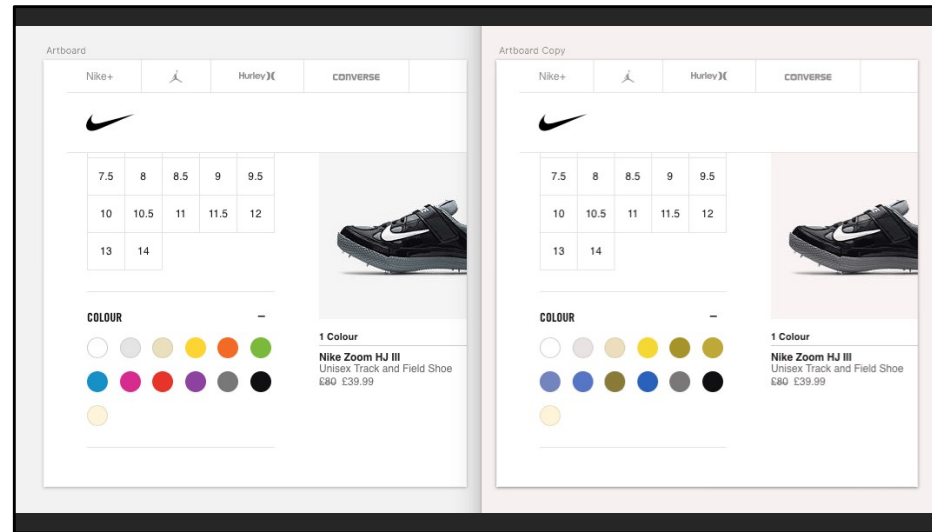 Artboard
Nike+
Hurley
CONVERSE
7.5 8 8.5 9 9.5
10 10.5 11 11.5 12
13 14
COLOUR −
1 Colour
Nike Zoom HJ III
Unisex Track and Field Shoe
£80 £39.99
Artboard Copy
Nike+
Hurley
CONVERSE
7.5 8 8.5 9 9.5
10 10.5 11 11.5 12
13 14
COLOUR −
1 Colour
Nike Zoom HJ III
Unisex Track and Field Shoe
£80 £39.99